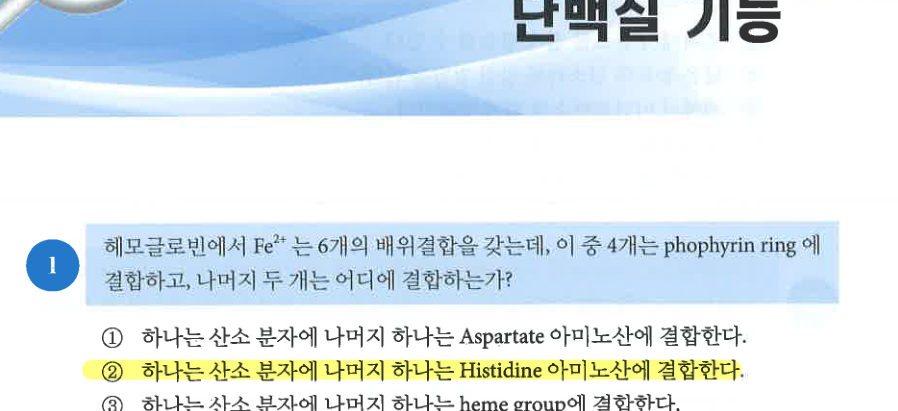 단백질 기능
1
헤모글로빈에서 Fe²⁺ 는 6개의 배위결합을 갖는데, 이 중 4개는 phophyrin ring 에
결합하고, 나머지 두 개는 어디에 결합하는가?
① 하나는 산소 분자에 나머지 하나는 Aspartate 아미노산에 결합한다.
② 하나는 산소 분자에 나머지 하나는 Histidine 아미노산에 결합한다.
③ 하나는 산소 분자에 나머지 하나는 heme group에 결합한다.